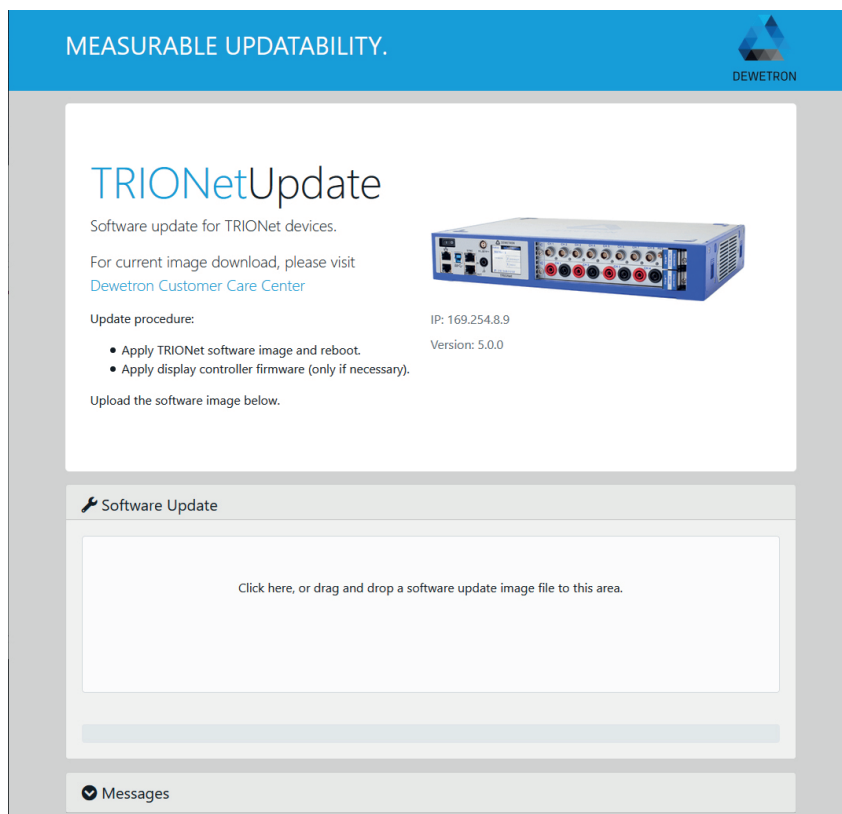 MEASURABLE UPDATABILITY.
DEWETRON
TRIONetUpdate
Software update for TRIONet devices.
For current image download, please visit
Dewetron Customer Care Center
Update procedure:
Apply TRIONet software image and reboot.
Apply display controller firmware (only if necessary).
Upload the software image below.
IP: 169.254.8.9
Version: 5.0.0
Software Update
Click here, or drag and drop a software update image file to this area.
Messages